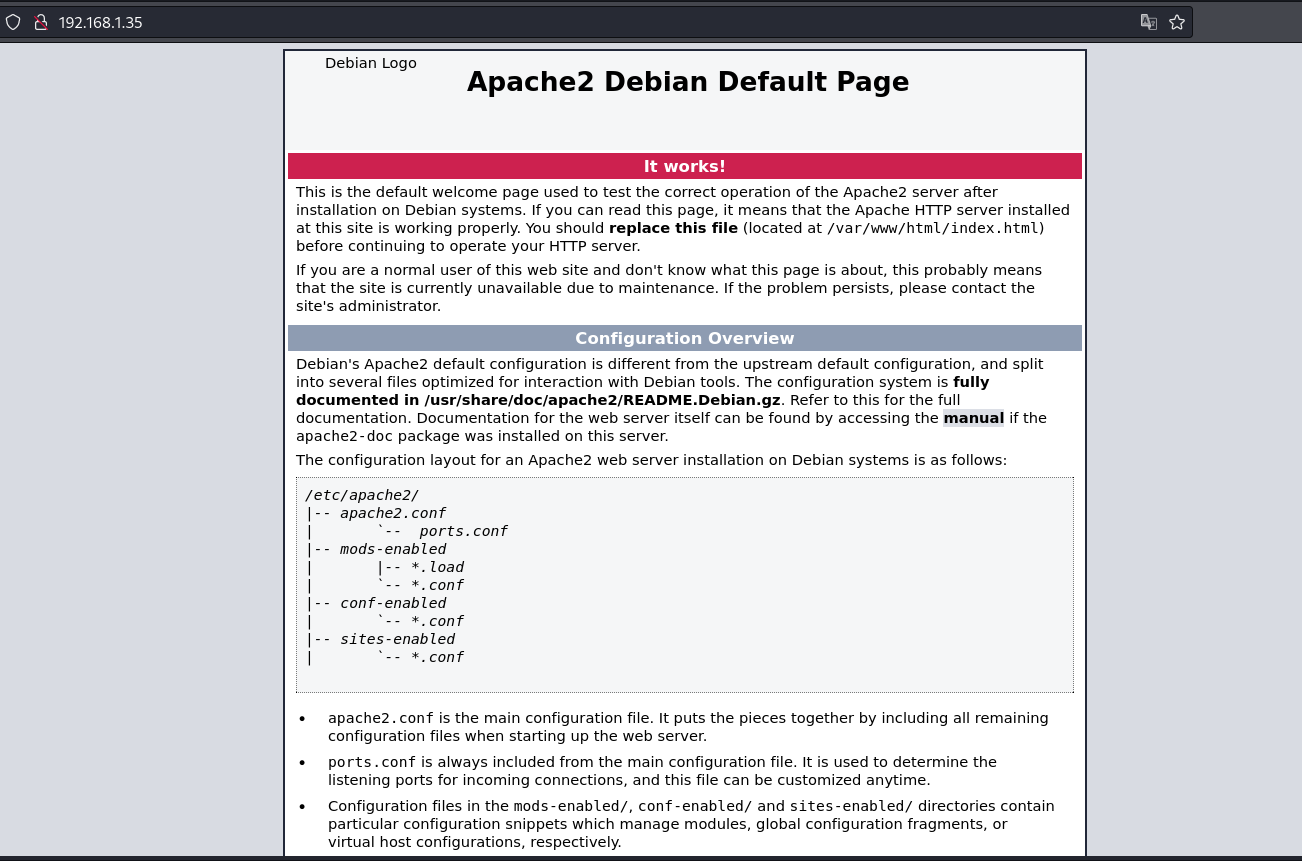 192.168.1.35
Debian Logo
Apache2 Debian Default Page
It works!
This is the default welcome page used to test the correct operation of the Apache2 server after
installation on Debian systems. If you can read this page, it means that the Apache HTTP server installed
at this site is working properly. You should replace this file (located at /var/www/html/index.html)
before continuing to operate your HTTP server.
If you are a normal user of this web site and don't know what this page is about, this probably means
that the site is currently unavailable due to maintenance. If the problem persists, please contact the
site's administrator.
Configuration Overview
Debian's Apache2 default configuration is different from the upstream default configuration, and split
into several files optimized for interaction with Debian tools. The configuration system is fully
documented in /usr/share/doc/apache2/README.Debian.gz. Refer to this for the full
documentation. Documentation for the web server itself can be found by accessing the manual if the
apache2-doc package was installed on this server.
The configuration layout for an Apache2 web server installation on Debian systems is as follows:
/etc/apache2/
|-- apache2.conf
|       `--  ports.conf
|-- mods-enabled
|       |-- *.load
|       `-- *.conf
|-- conf-enabled
|       `-- *.conf
|-- sites-enabled
|       `-- *.conf
• apache2.conf is the main configuration file. It puts the pieces together by including all remaining
configuration files when starting up the web server.
• ports.conf is always included from the main configuration file. It is used to determine the
listening ports for incoming connections, and this file can be customized anytime.
• Configuration files in the mods-enabled/, conf-enabled/ and sites-enabled/ directories contain
particular configuration snippets which manage modules, global configuration fragments, or
virtual host configurations, respectively.